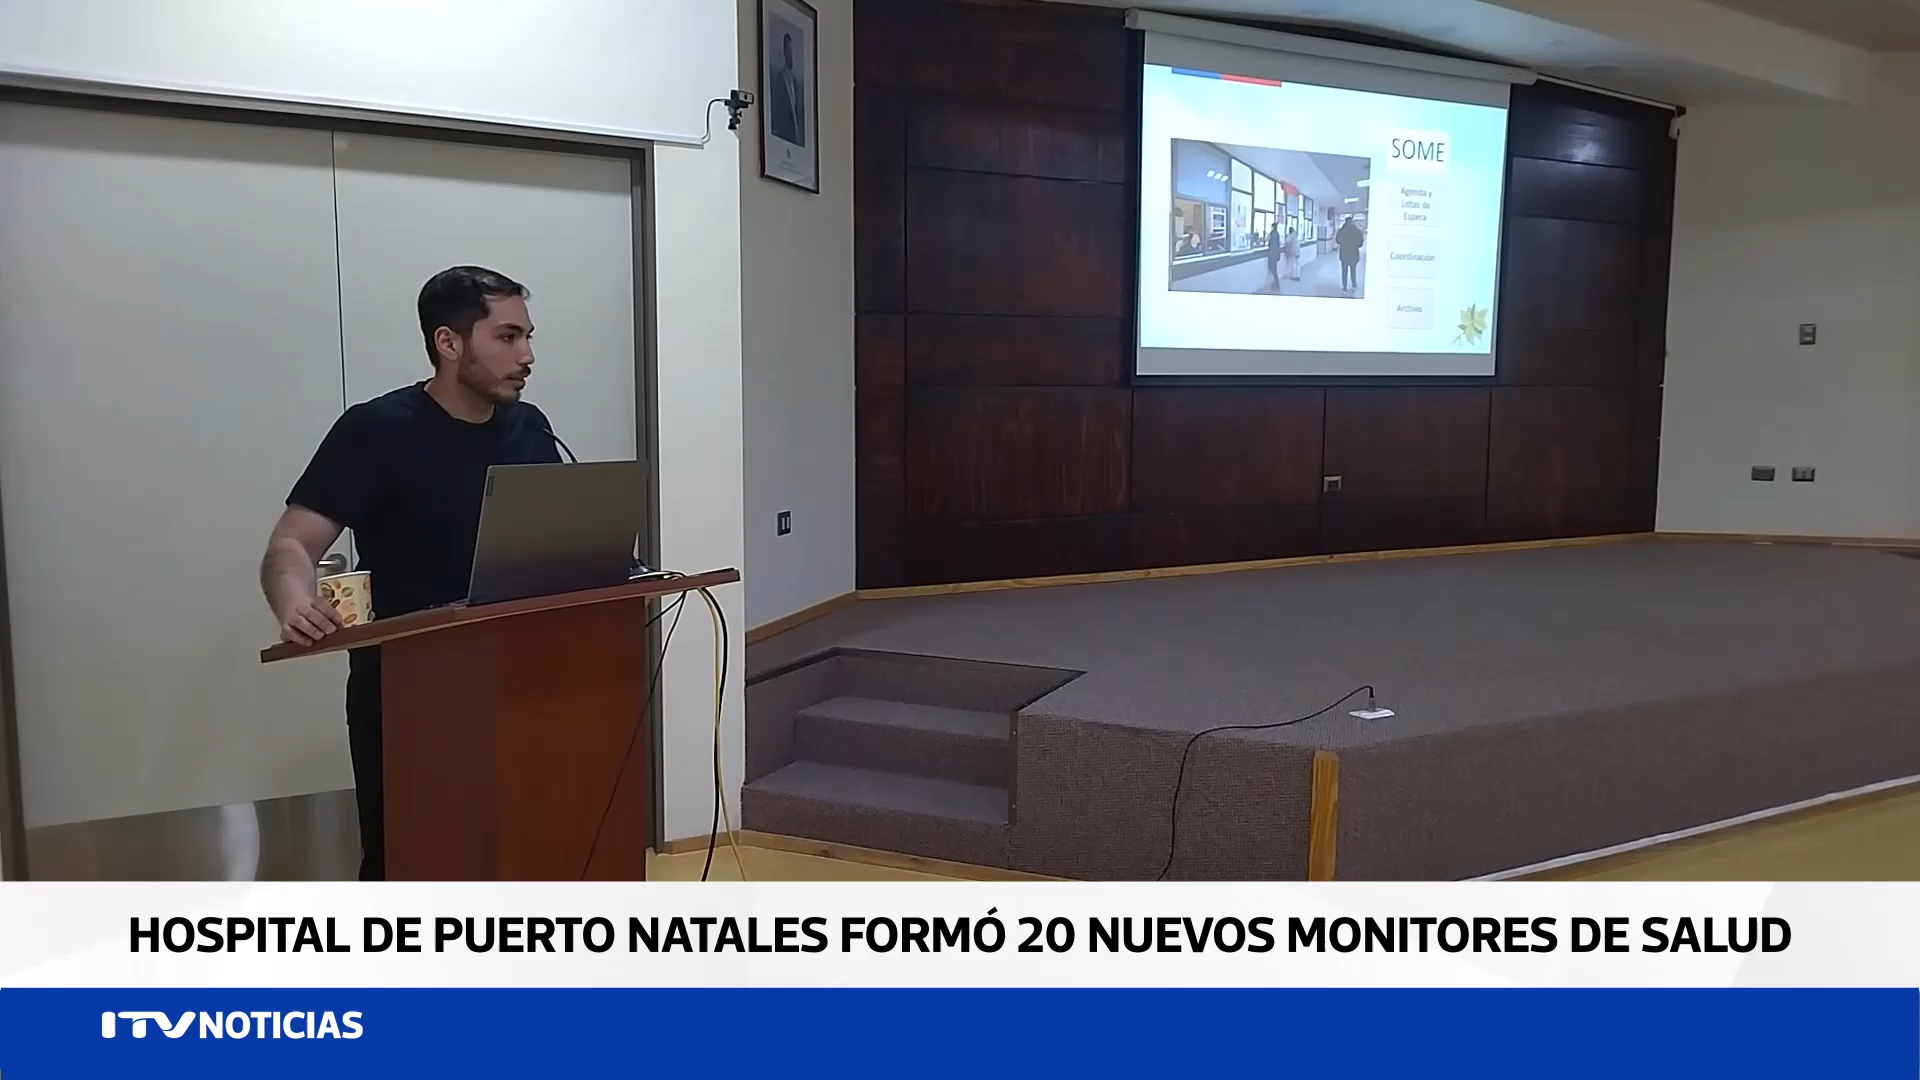 SOME
Agenda y
Listas de
Espera
Coordinación
Archivo
HOSPITAL DE PUERTO NATALES FORMÓ 20 NUEVOS MONITORES DE SALUD
ITV NOTICIAS